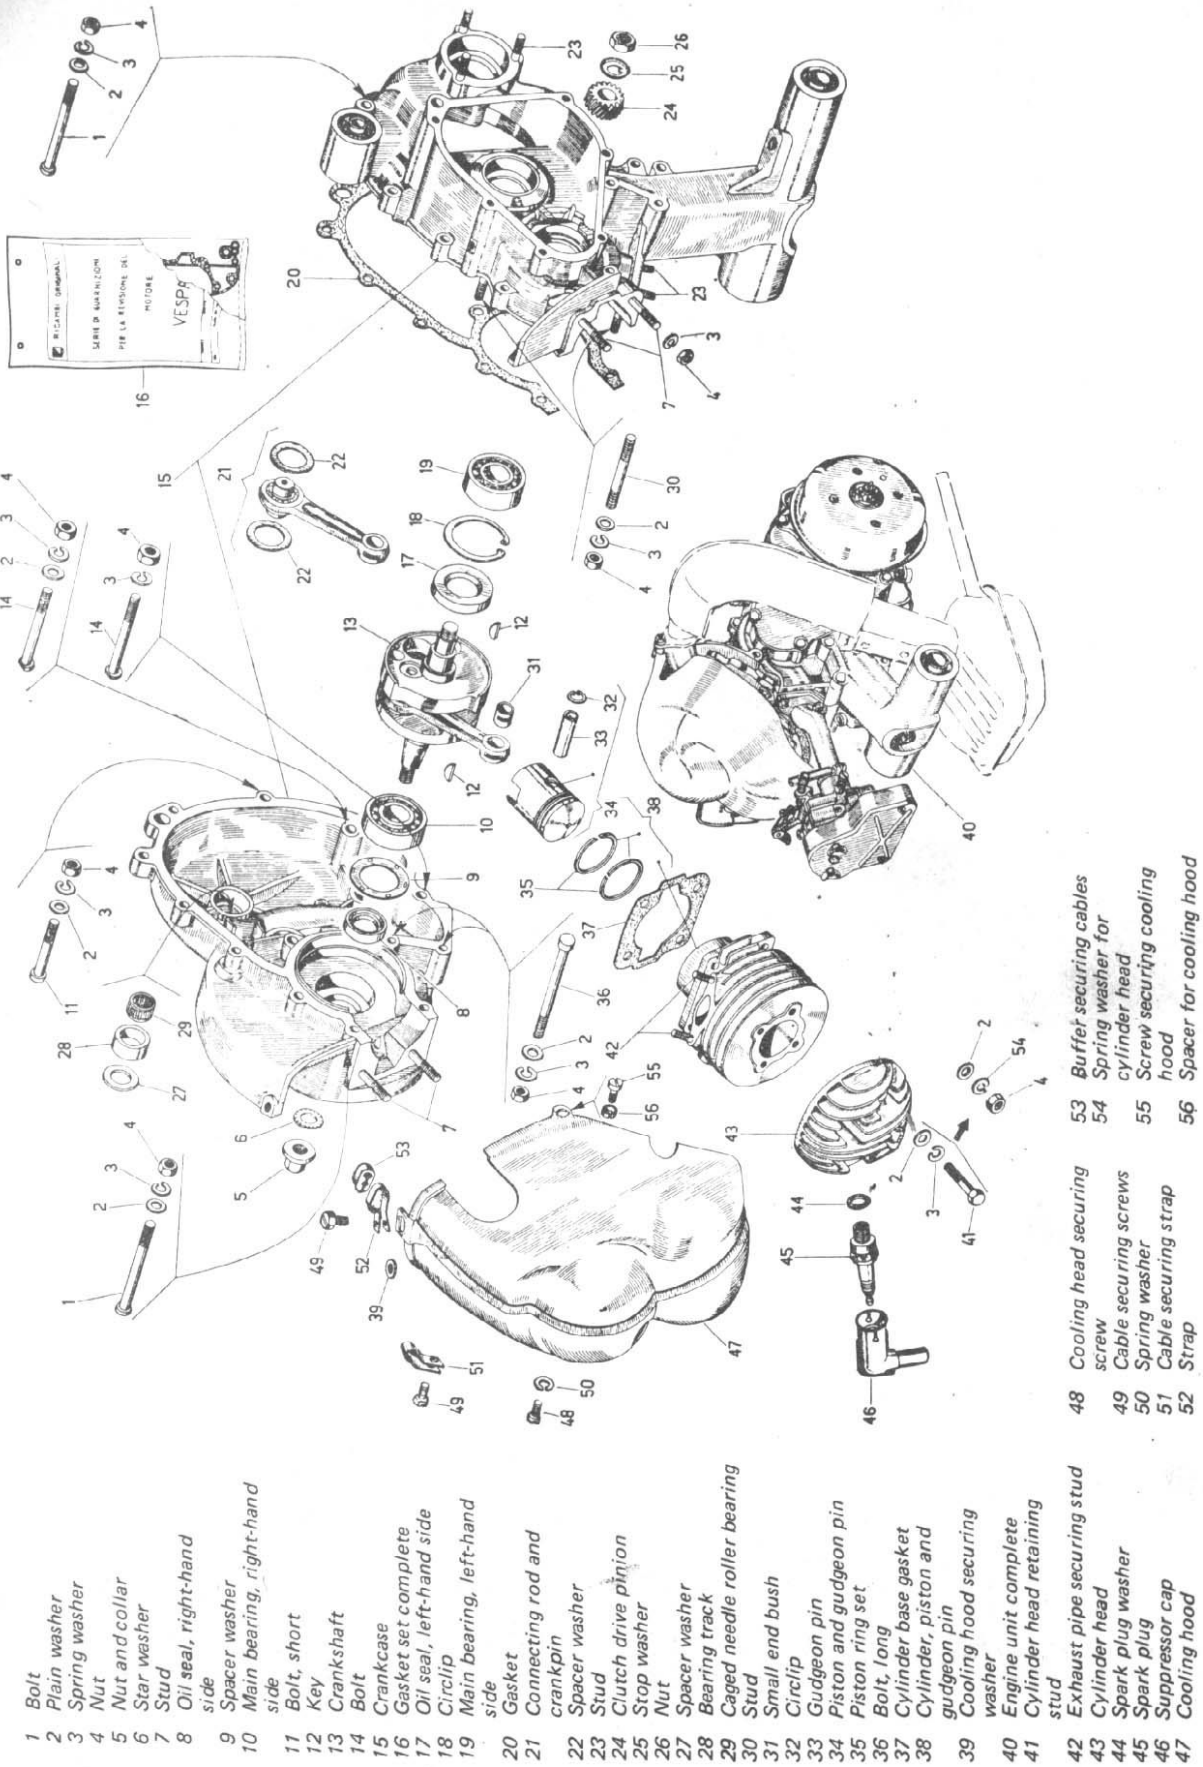 RICAMBI ORIGINALI
SERIE DI GUARNIZIONI
PER LA REVISIONE DEL
MOTORE
VESPA
1 Bolt
2 Plain washer
3 Spring washer
4 Nut
5 Nut and collar
6 Star washer
7 Stud
8 Oil seal, right-hand
side
9 Spacer washer
10 Main bearing, right-hand
side
11 Bolt, short
12 Key
13 Crankshaft
14 Bolt
15 Crankcase
16 Gasket set complete
17 Oil seal, left-hand side
18 Circlip
19 Main bearing, left-hand
side
20 Gasket
21 Connecting rod and
crankpin
22 Spacer washer
23 Stud
24 Clutch drive pinion
25 Stop washer
26 Nut
27 Spacer washer
28 Bearing track
29 Caged needle roller bearing
30 Stud
31 Small end bush
32 Circlip
33 Gudgeon pin
34 Piston and gudgeon pin
35 Piston ring set
36 Bolt, long
37 Cylinder base gasket
38 Cylinder, piston and
gudgeon pin
39 Cooling hood securing
washer
40 Engine unit complete
41 Cylinder head retaining
stud
42 Exhaust pipe securing stud
43 Cylinder head
44 Spark plug washer
45 Spark plug
46 Suppressor cap
47 Cooling hood
48 Cooling head securing
screw
49 Cable securing screws
50 Spring washer
51 Cable securing strap
52 Strap
53 Buffer securing cables
54 Spring washer for
cylinder head
55 Screw securing cooling
hood
56 Spacer for cooling hood